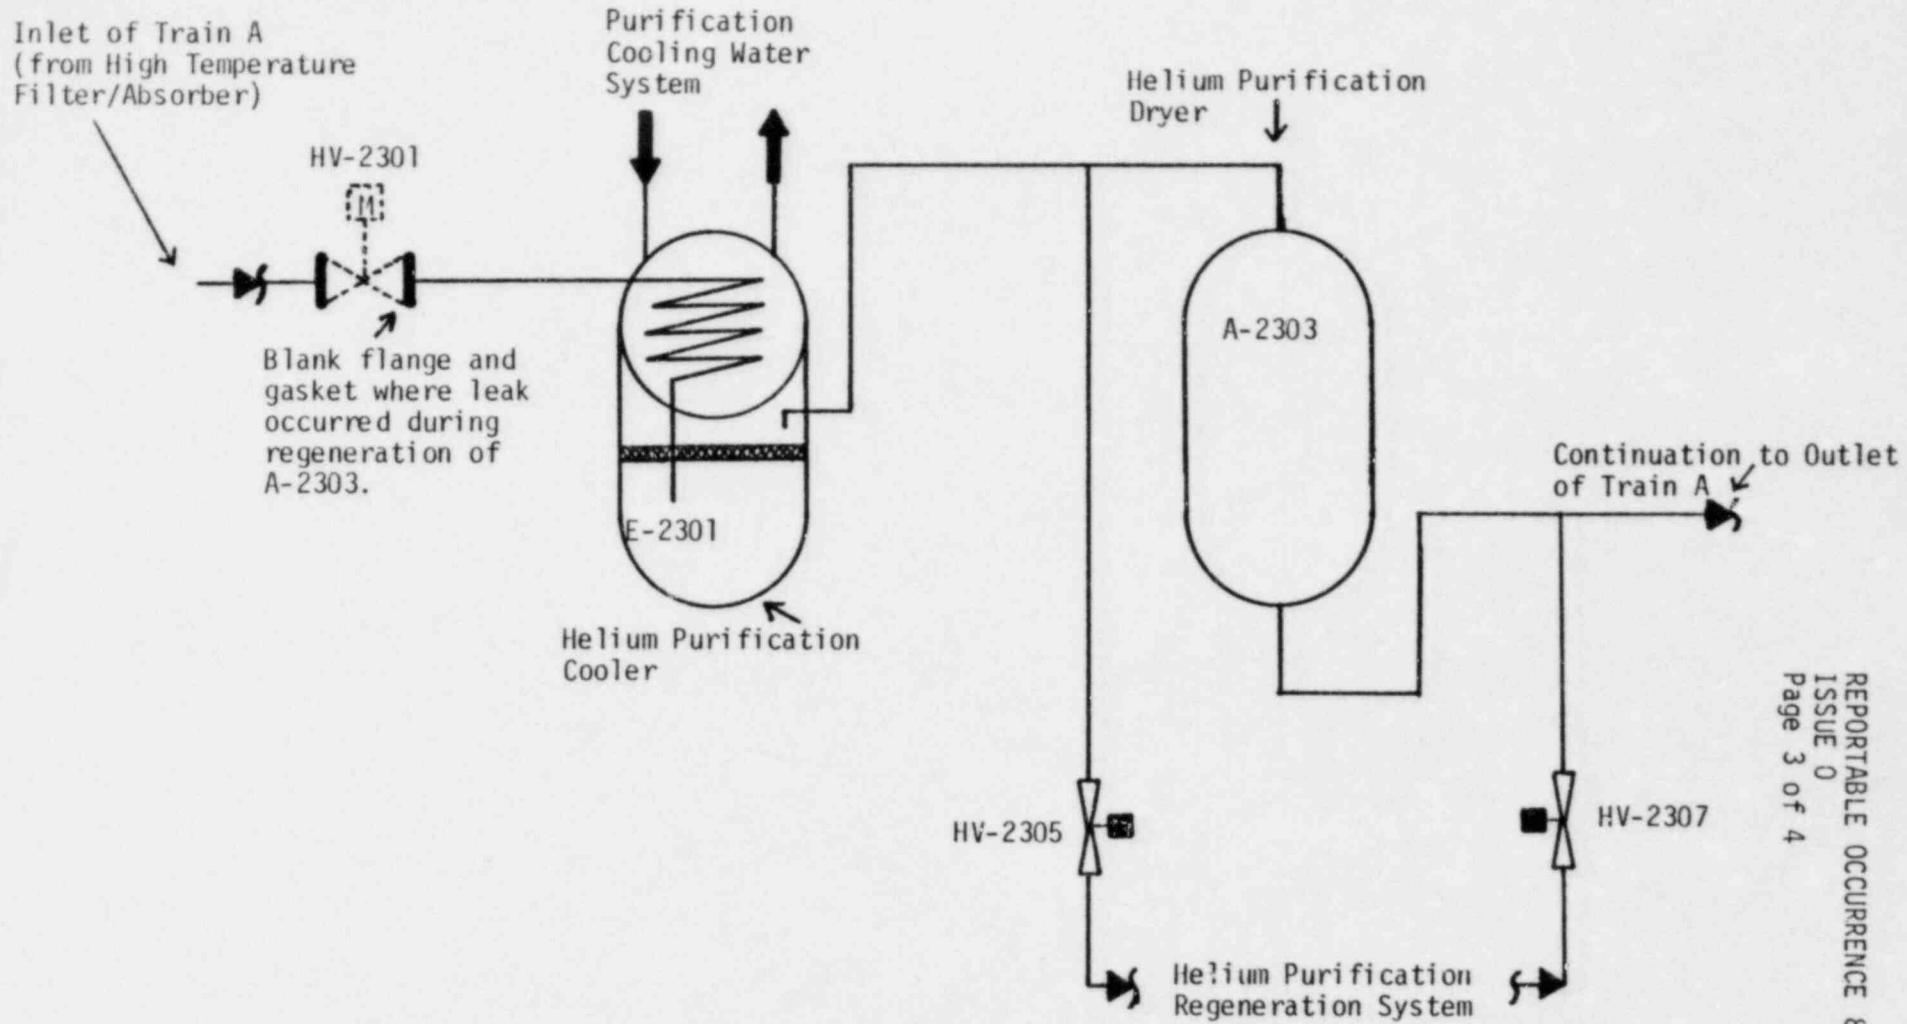 Inlet of Train A
(from High Temperature
Filter/Absorber)
HV-2301
M
Blank flange and
gasket where leak
occurred during
regeneration of
A-2303.
Purification
Cooling Water
System
E-2301
Helium Purification
Cooler
Helium Purification
Dryer
A-2303
Continuation to Outlet
of Train A
HV-2305
HV-2307
Helium Purification
Regeneration System
REPORTABLE OCCURRENCE
ISSUE 0
Page 3 of 4